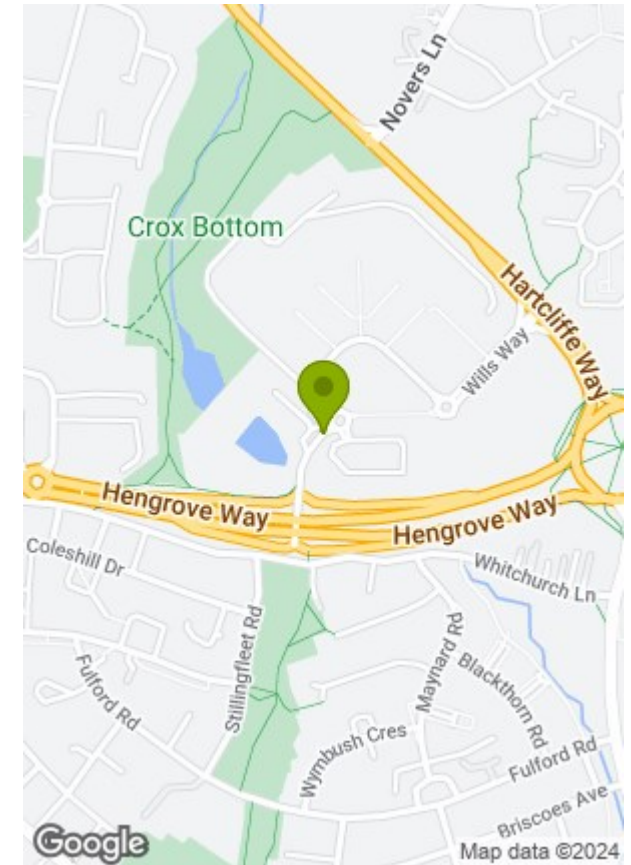 Novers Ln
Crox Bottom
Hartcliffe Way
Wills Way
Hengrove Way
Hengrove Way
Coleshill Dr
Whitchurch Ln
Stillingfleet Rd
Maynard Rd
Fulford Rd
Blackthorn Rd
Wymbush Cres
Fulford Rd
Briscoes Ave
Google
Map data ©2024